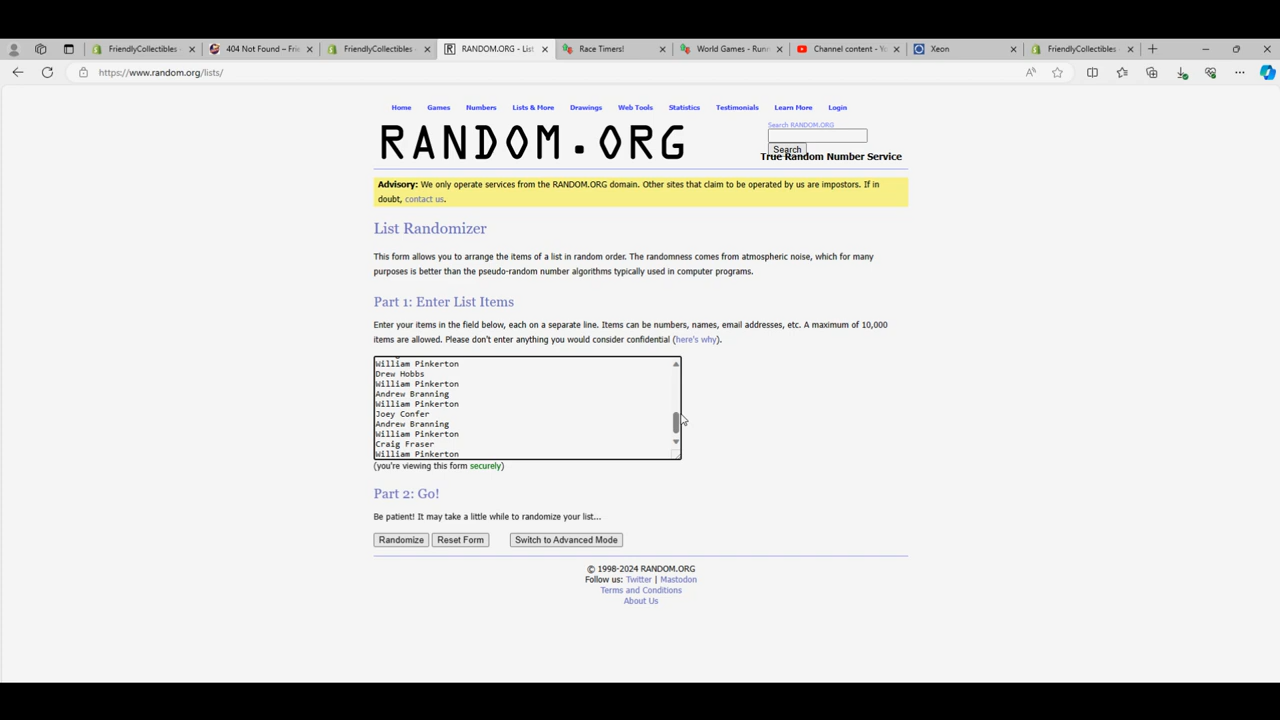 FriendlyCollectibles
404 Not Found – Frie
FriendlyCollectibles
RANDOM.ORG - List
Race Timers!
World Games - Runn
Channel content - Yo
Xeon
FriendlyCollectibles
https://www.random.org/lists/
Home Games Numbers Lists & More Drawings Web Tools Statistics Testimonials Learn More Login
RANDOM.ORG
Search RANDOM.ORG
Search
True Random Number Service
Advisory: We only operate services from the RANDOM.ORG domain. Other sites that claim to be operated by us are impostors. If in
doubt, contact us.
List Randomizer
This form allows you to arrange the items of a list in random order. The randomness comes from atmospheric noise, which for many
purposes is better than the pseudo-random number algorithms typically used in computer programs.
Part 1: Enter List Items
Enter your items in the field below, each on a separate line. Items can be numbers, names, email addresses, etc. A maximum of 10,000
items are allowed. Please don't enter anything you would consider confidential (here's why).
William Pinkerton
Drew Hobbs
William Pinkerton
Andrew Branning
William Pinkerton
Joey Confer
Andrew Branning
William Pinkerton
Craig Fraser
William Pinkerton
(you're viewing this form securely)
Part 2: Go!
Be patient! It may take a little while to randomize your list...
Randomize Reset Form Switch to Advanced Mode
© 1998-2024 RANDOM.ORG
Follow us: Twitter | Mastodon
Terms and Conditions
About Us